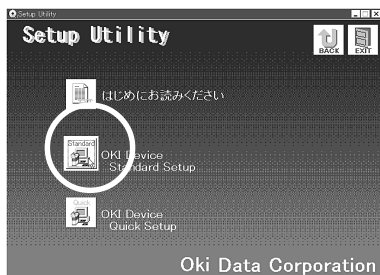 Setup Utility
Setup Utility
BACK
EXIT
はじめにお読みください
Standard
OKI Device
Standard Setup
Quick
OKI Device
Quick Setup
Oki Data Corporation